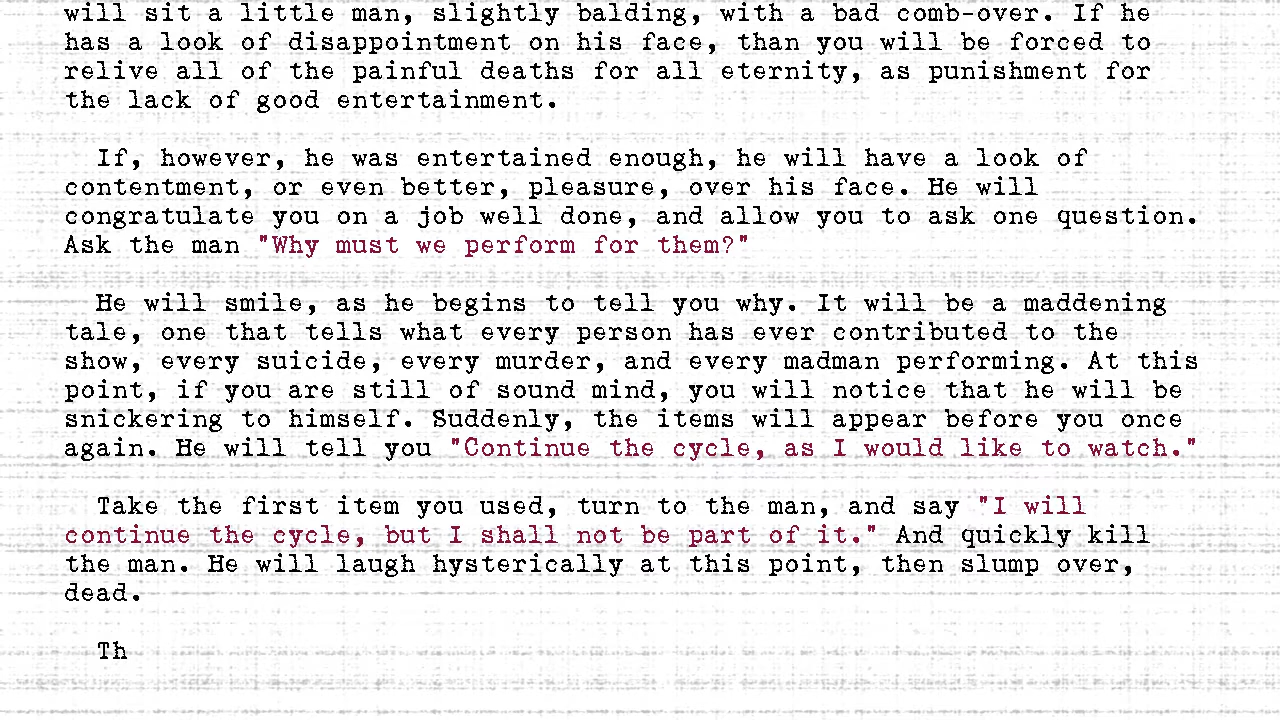 will sit a little man, slightly balding, with a bad comb-over. If he
has a look of disappointment on his face, than you will be forced to
relive all of the painful deaths for all eternity, as punishment for
the lack of good entertainment.
If, however, he was entertained enough, he will have a look of
contentment, or even better, pleasure, over his face. He will
congratulate you on a job well done, and allow you to ask one question.
Ask the man "Why must we perform for them?"
He will smile, as he begins to tell you why. It will be a maddening
tale, one that tells what every person has ever contributed to the
show, every suicide, every murder, and every madman performing. At this
point, if you are still of sound mind, you will notice that he will be
snickering to himself. Suddenly, the items will appear before you once
again. He will tell you "Continue the cycle, as I would like to watch."
Take the first item you used, turn to the man, and say "I will
continue the cycle, but I shall not be part of it." And quickly kill
the man. He will laugh hysterically at this point, then slump over,
dead.
Th